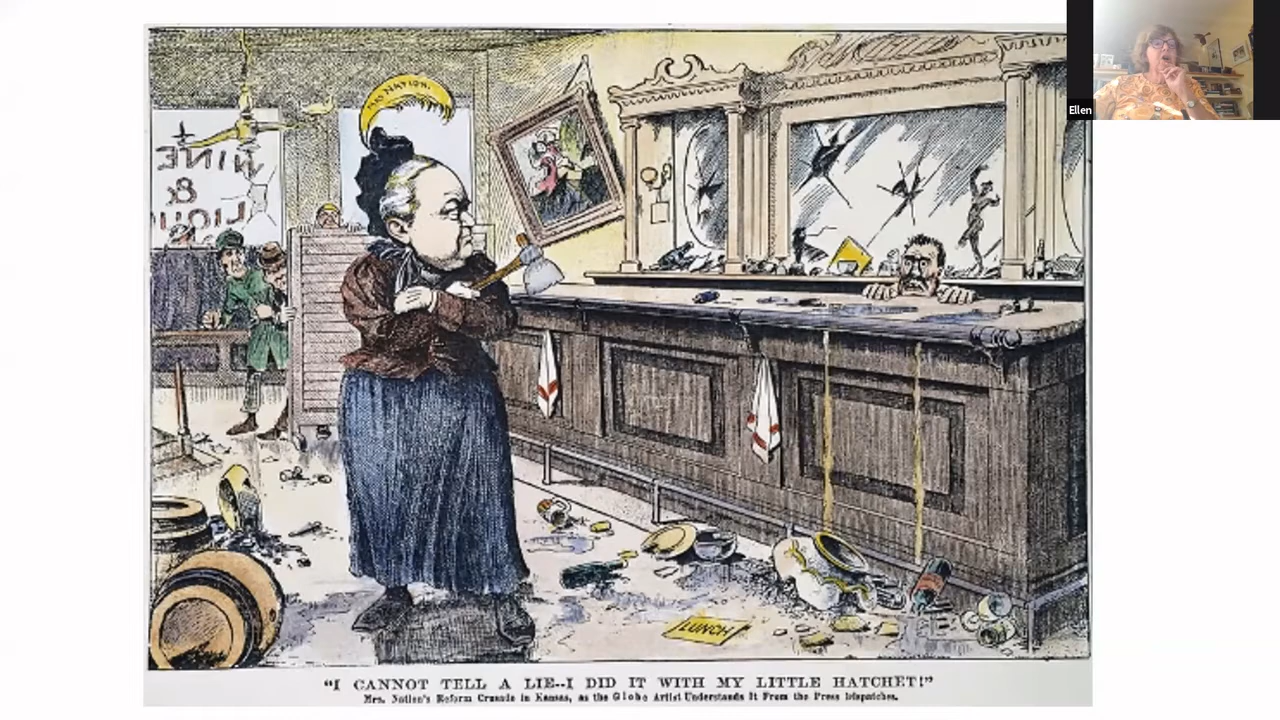 Ellen
MRS NATION.
WINE
&
LIQU
LUNCH
"I CANNOT TELL A LIE--I DID IT WITH MY LITTLE HATCHET!"
Mrs. Nation's Reform Crusade in Kansas, as the Globe Artist Understands It From the Press Dispatches.